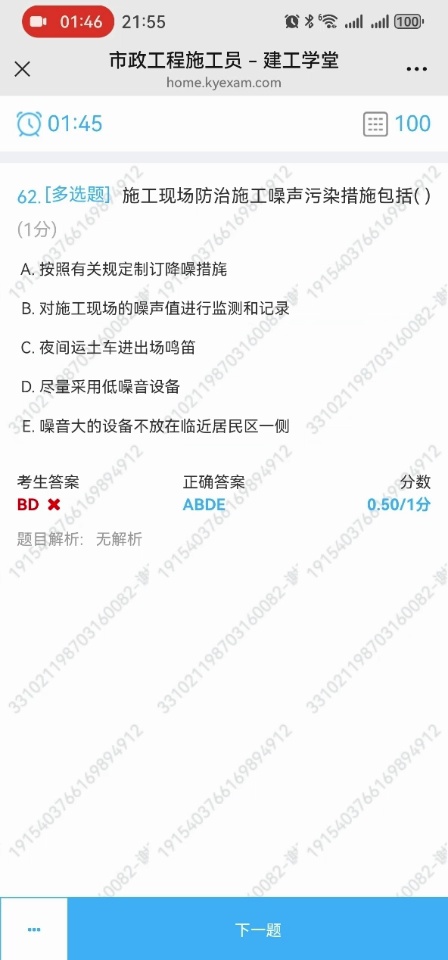 01:46 21:55 100
市政工程施工员 – 建工学堂
home.kyexam.com
01:45 100
62.[多选题] 施工现场防治施工噪声污染措施包括( )
(1分)
A. 按照有关规定制订降噪措旄
B. 对施工现场的噪声值进行监测和记录
C. 夜间运土车进出场鸣笛
D. 尽量采用低噪音设备
E. 噪音大的设备不放在临近居民区一侧
考生答案 正确答案 分数
BD ✖ ABDE 0.50/1分
题目解析: 无解析
1915403766169894912
331021198703160082-谢
下一题